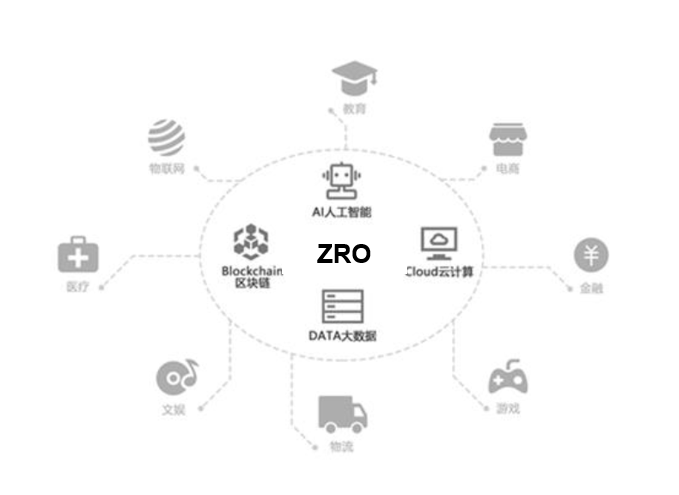 教育
物联网
电商
AI人工智能
ZRO
Blockchain
区块链
Cloud云计算
医疗
金融
DATA大数据
文娱
游戏
物流